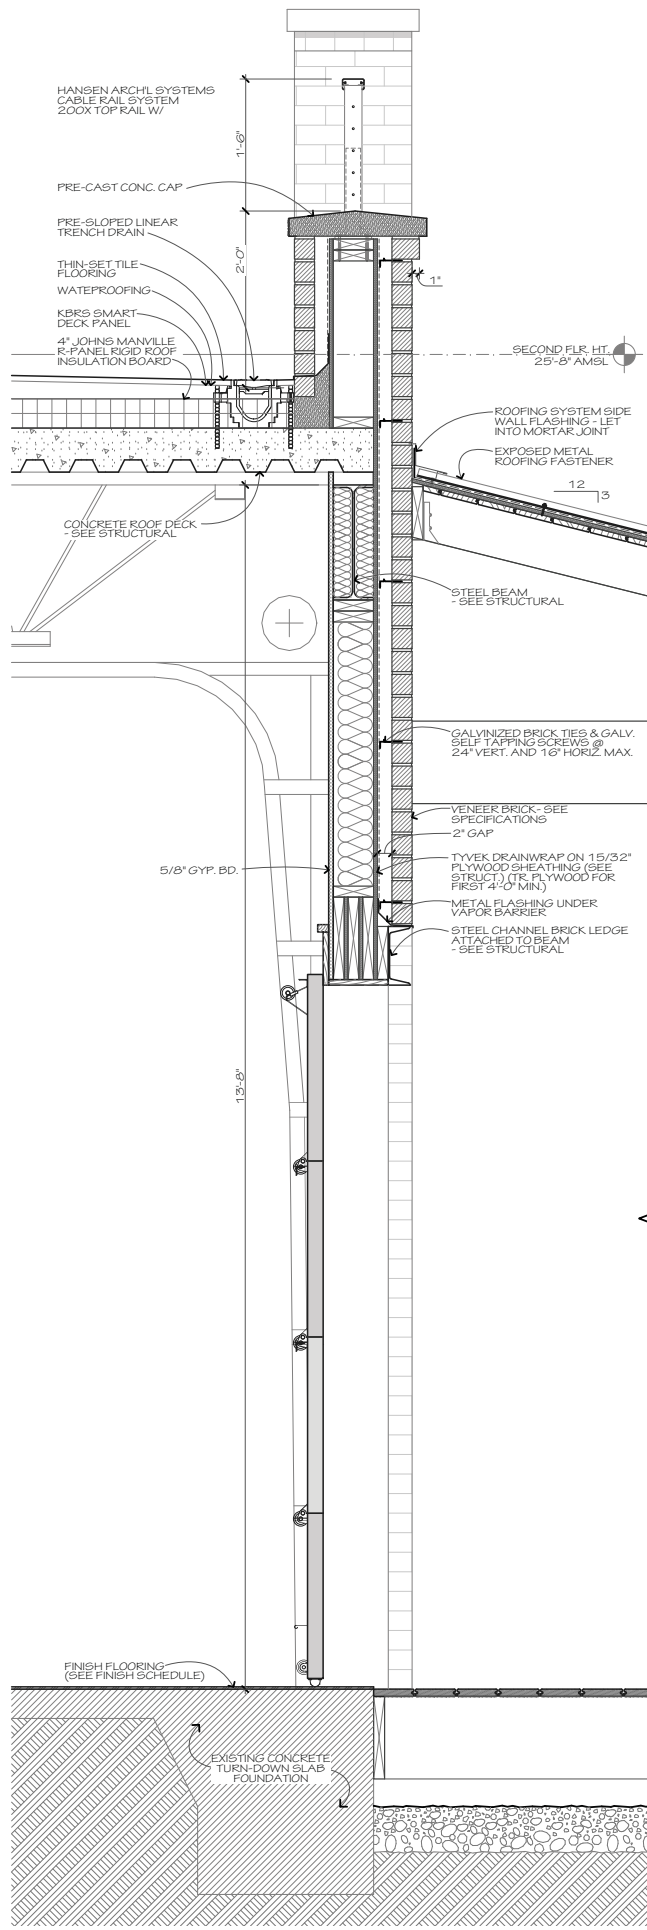 HANSEN ARCH'L SYSTEMS
CABLE RAIL SYSTEM
200X TOP RAIL W/
1'-6"
PRE-CAST CONC. CAP
PRE-SLOPED LINEAR
TRENCH DRAIN
2'-0"
THIN-SET TILE
FLOORING
WATEPROOFING
KBRS SMART
DECK PANEL
4" JOHNS MANVILLE
R-PANEL RIGID ROOF
INSULATION BOARD
1"
SECOND FLR. HT.
25'-8" AMSL
ROOFING SYSTEM SIDE
WALL FLASHING - LET
INTO MORTAR JOINT
EXPOSED METAL
ROOFING FASTENER
12
3
CONCRETE ROOF DECK
- SEE STRUCTURAL
STEEL BEAM
- SEE STRUCTURAL
GALVINIZED BRICK TIES & GALV.
SELF TAPPING SCREWS @
24" VERT. AND 16" HORIZ. MAX.
VENEER BRICK- SEE
SPECIFICATIONS
2" GAP
5/8" GYP. BD.
TYVEK DRAINWRAP ON 15/32"
PLYWOOD SHEATHING (SEE
STRUCT.) (TR. PLYWOOD FOR
FIRST 4'-0" MIN.)
METAL FLASHING UNDER
VAPOR BARRIER
STEEL CHANNEL BRICK LEDGE
ATTACHED TO BEAM
- SEE STRUCTURAL
13'-8"
FINISH FLOORING
(SEE FINISH SCHEDULE)
EXISTING CONCRETE
TURN-DOWN SLAB
FOUNDATION